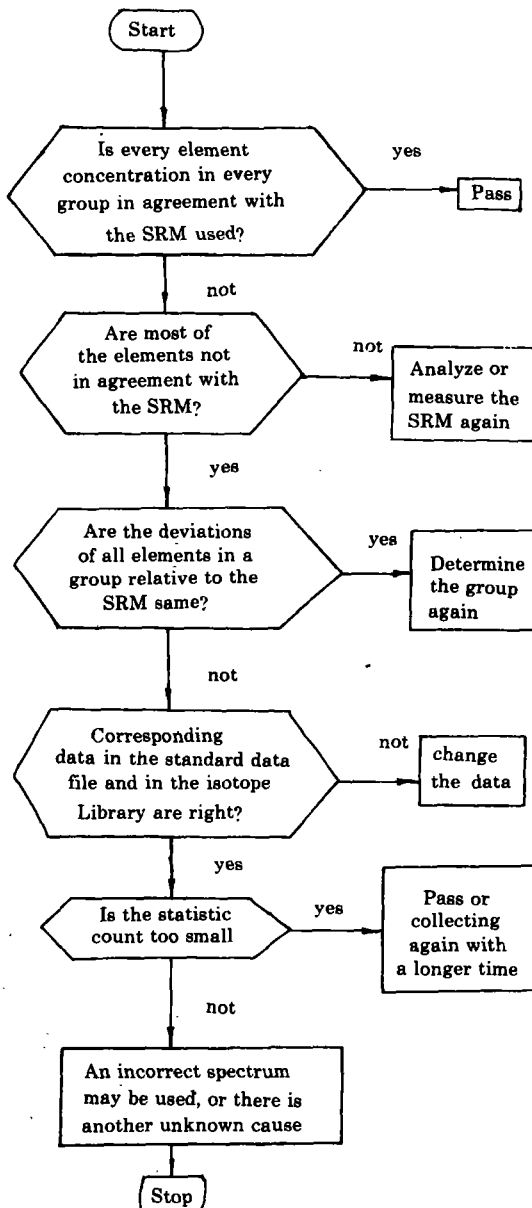 Start
Is every element
concentration in every
group in agreement with
the SRM used?
yes
Pass
not
Are most of
the elements not
in agreement with
the SRM?
not
Analyze or
measure the
SRM again
yes
Are the deviations
of all elements in a
group relative to the
SRM same?
yes
Determine
the group
again
not
Corresponding
data in the standard data
file and in the isotope
Library are right?
not
change
the data
yes
Is the statistic
count too small
yes
Pass or
collecting
again with
a longer time
not
An incorrect spectrum
may be used, or there is
another unknown cause
Stop